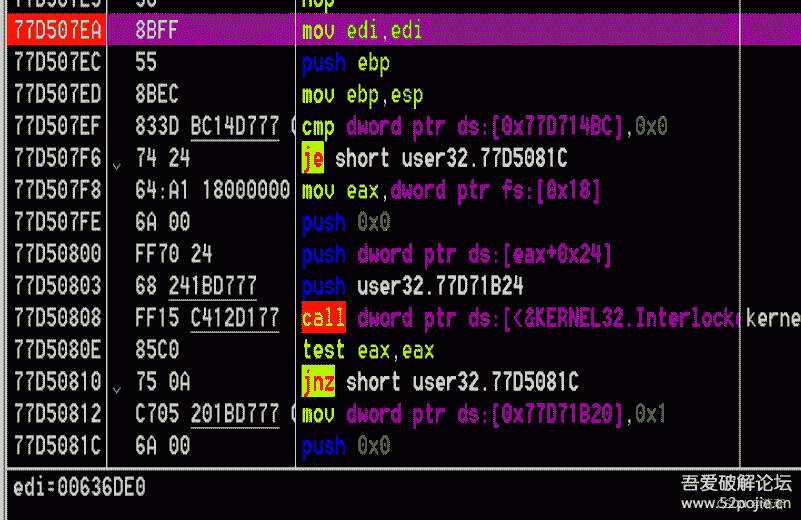 nop
77D507EA 8BFF mov edi,edi
77D507EC 55 push ebp
77D507ED 8BEC mov ebp,esp
77D507EF 833D BC14D777 cmp dword ptr ds:[0x77D714BC],0x0
77D507F6 74 24 je short user32.77D5081C
77D507F8 64:A1 18000000 mov eax,dword ptr fs:[0x18]
77D507FE 6A 00 push 0x0
77D50800 FF70 24 push dword ptr ds:[eax+0x24]
77D50803 68 241BD777 push user32.77D71B24
77D50808 FF15 C412D177 call dword ptr ds:[<&KERNEL32.Interlock kerne
77D5080E 85C0 test eax,eax
77D50810 75 0A jnz short user32.77D5081C
77D50812 C705 201BD777 mov dword ptr ds:[0x77D71B20],0x1
77D5081C 6A 00 push 0x0
edi=00636DE0
吾爱破解论坛
www.52pojie.cn